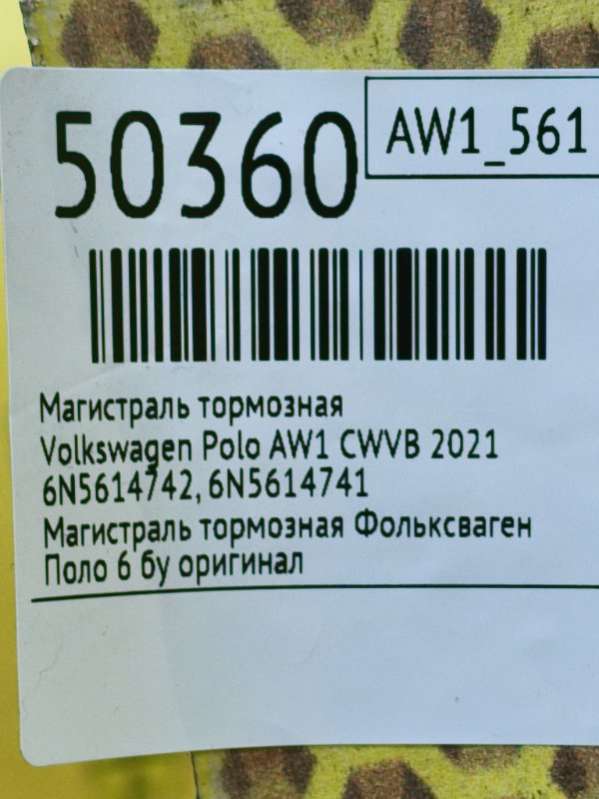 50360
AW1_561
Магистраль тормозная
Volkswagen Polo AW1 CWVB 2021
6N5614742, 6N5614741
Магистраль тормозная Фольксваген
Поло 6 бу оригинал